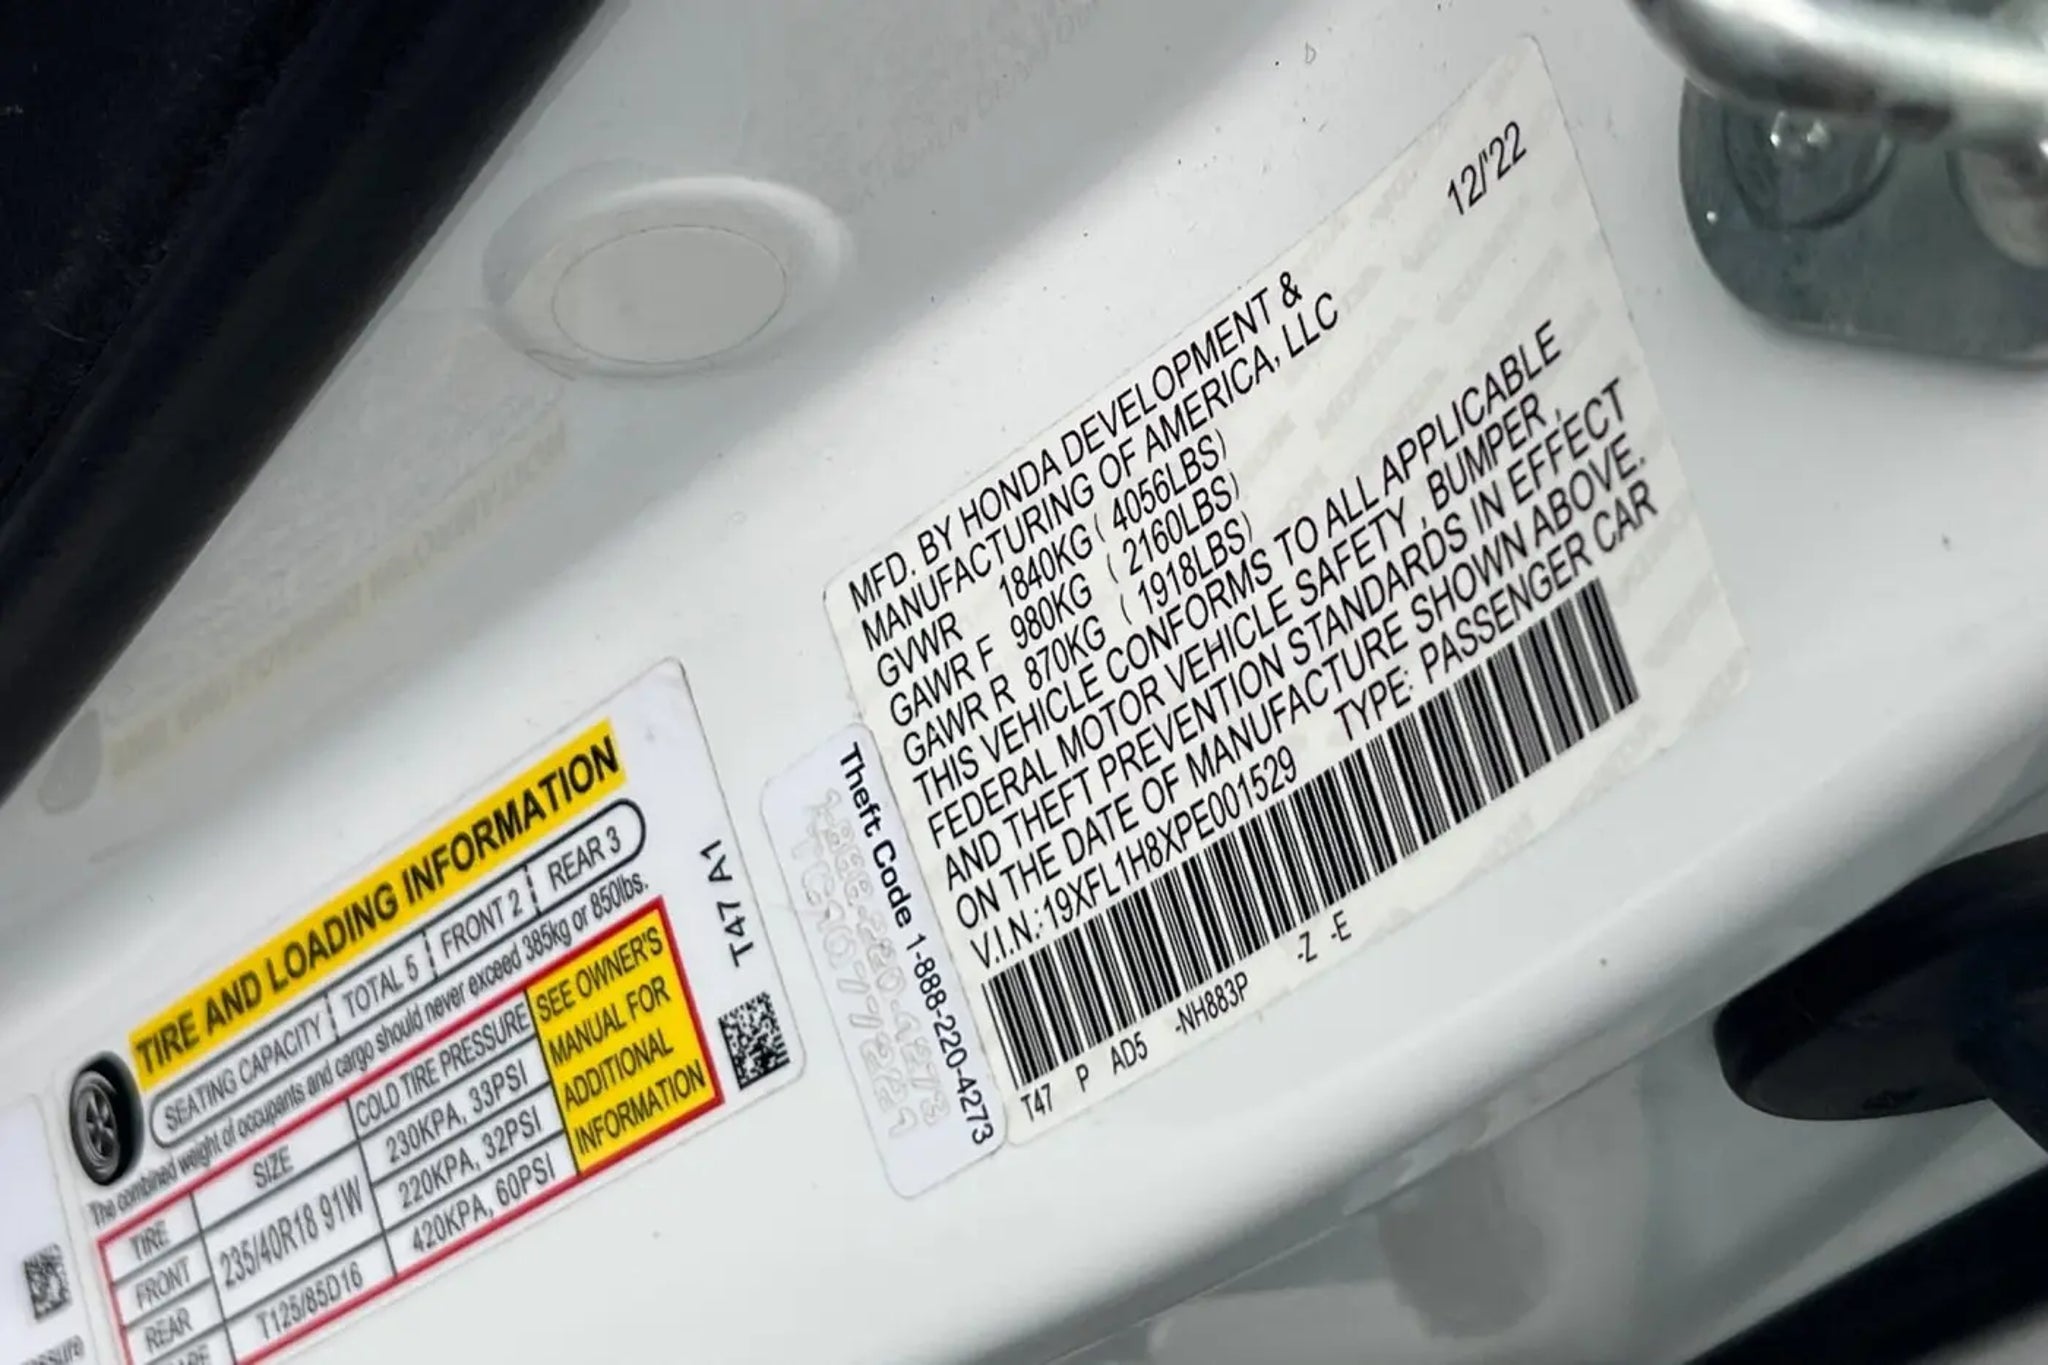 12/'22
MFD. BY HONDA DEVELOPMENT &
MANUFACTURING OF AMERICA, LLC
GVWR 1840KG ( 4056LBS)
GAWR F 980KG ( 2160LBS)
GAWR R 870KG ( 1918LBS)
THIS VEHICLE CONFORMS TO ALL APPLICABLE
FEDERAL MOTOR VEHICLE SAFETY , BUMPER ,
AND THEFT PREVENTION STANDARDS IN EFFECT
ON THE DATE OF MANUFACTURE SHOWN ABOVE.
V.I.N.:19XFL1H8XPE001529 TYPE: PASSENGER CAR
T47 P AD5 -NH883P -Z -E
Theft Code 1-888-220-4273
TIRE AND LOADING INFORMATION
SEATING CAPACITY TOTAL 5 FRONT 2 REAR 3
The combined weight of occupants and cargo should never exceed 385kg or 850lbs.
TIRE SIZE COLD TIRE PRESSURE
FRONT 235/40R18 91W 230KPA, 33PSI
REAR 220KPA, 32PSI
T125/85D16 420KPA, 60PSI
SEE OWNER'S
MANUAL FOR
ADDITIONAL
INFORMATION
T47 A1